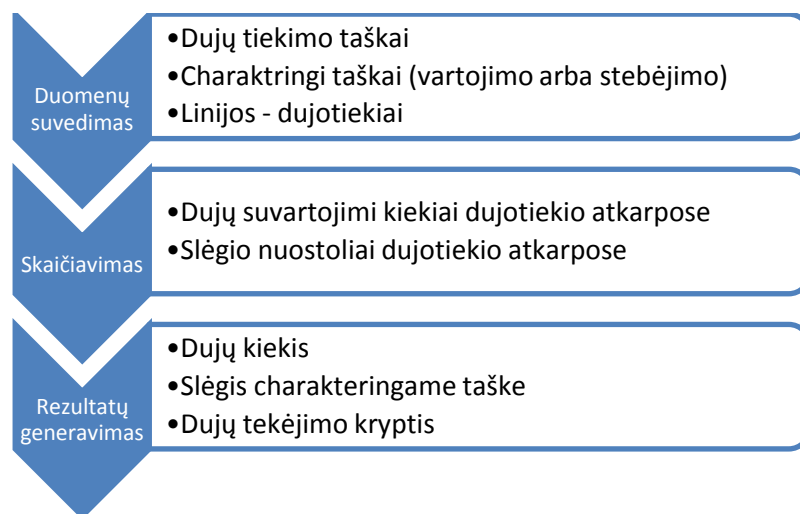 Duomenų
suvedimas
•Dujų tiekimo taškai
•Charaktringi taškai (vartojimo arba stebėjimo)
•Linijos - dujotiekiai
Skaičiavimas
•Dujų suvartojimi kiekiai dujotiekio atkarpose
•Slėgio nuostoliai dujotiekio atkarpose
Rezultatų
generavimas
•Dujų kiekis
•Slėgis charakteringame taške
•Dujų tekėjimo kryptis